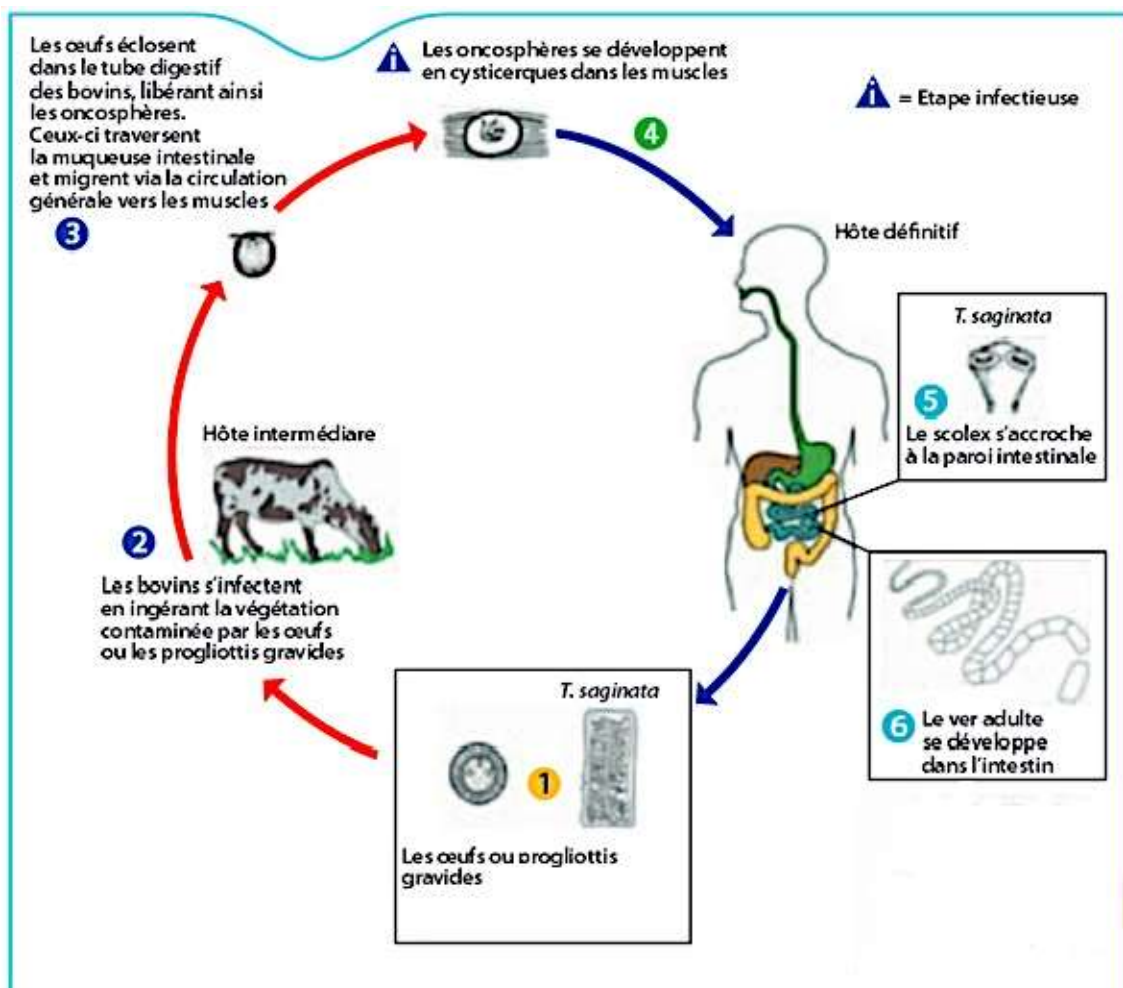 Les œufs éclosent
dans le tube digestif
des bovins, libérant ainsi
les oncosphères.
Ceux-ci traversent
la muqueuse intestinale
et migrent via la circulation
générale vers les muscles
3
i Les oncosphères se développent
en cysticerques dans les muscles
i = Etape infectieuse
4
Hôte définitif
T. saginata
5
Le scolex s'accroche
à la paroi intestinale
6 Le ver adulte
se développe
dans l'intestin
Hôte intermédiare
2
Les bovins s'infectent
en ingérant la végétation
contaminée par les œufs
ou les progliottis gravides
T. saginata
1
Les œufs ou progliottis
gravides